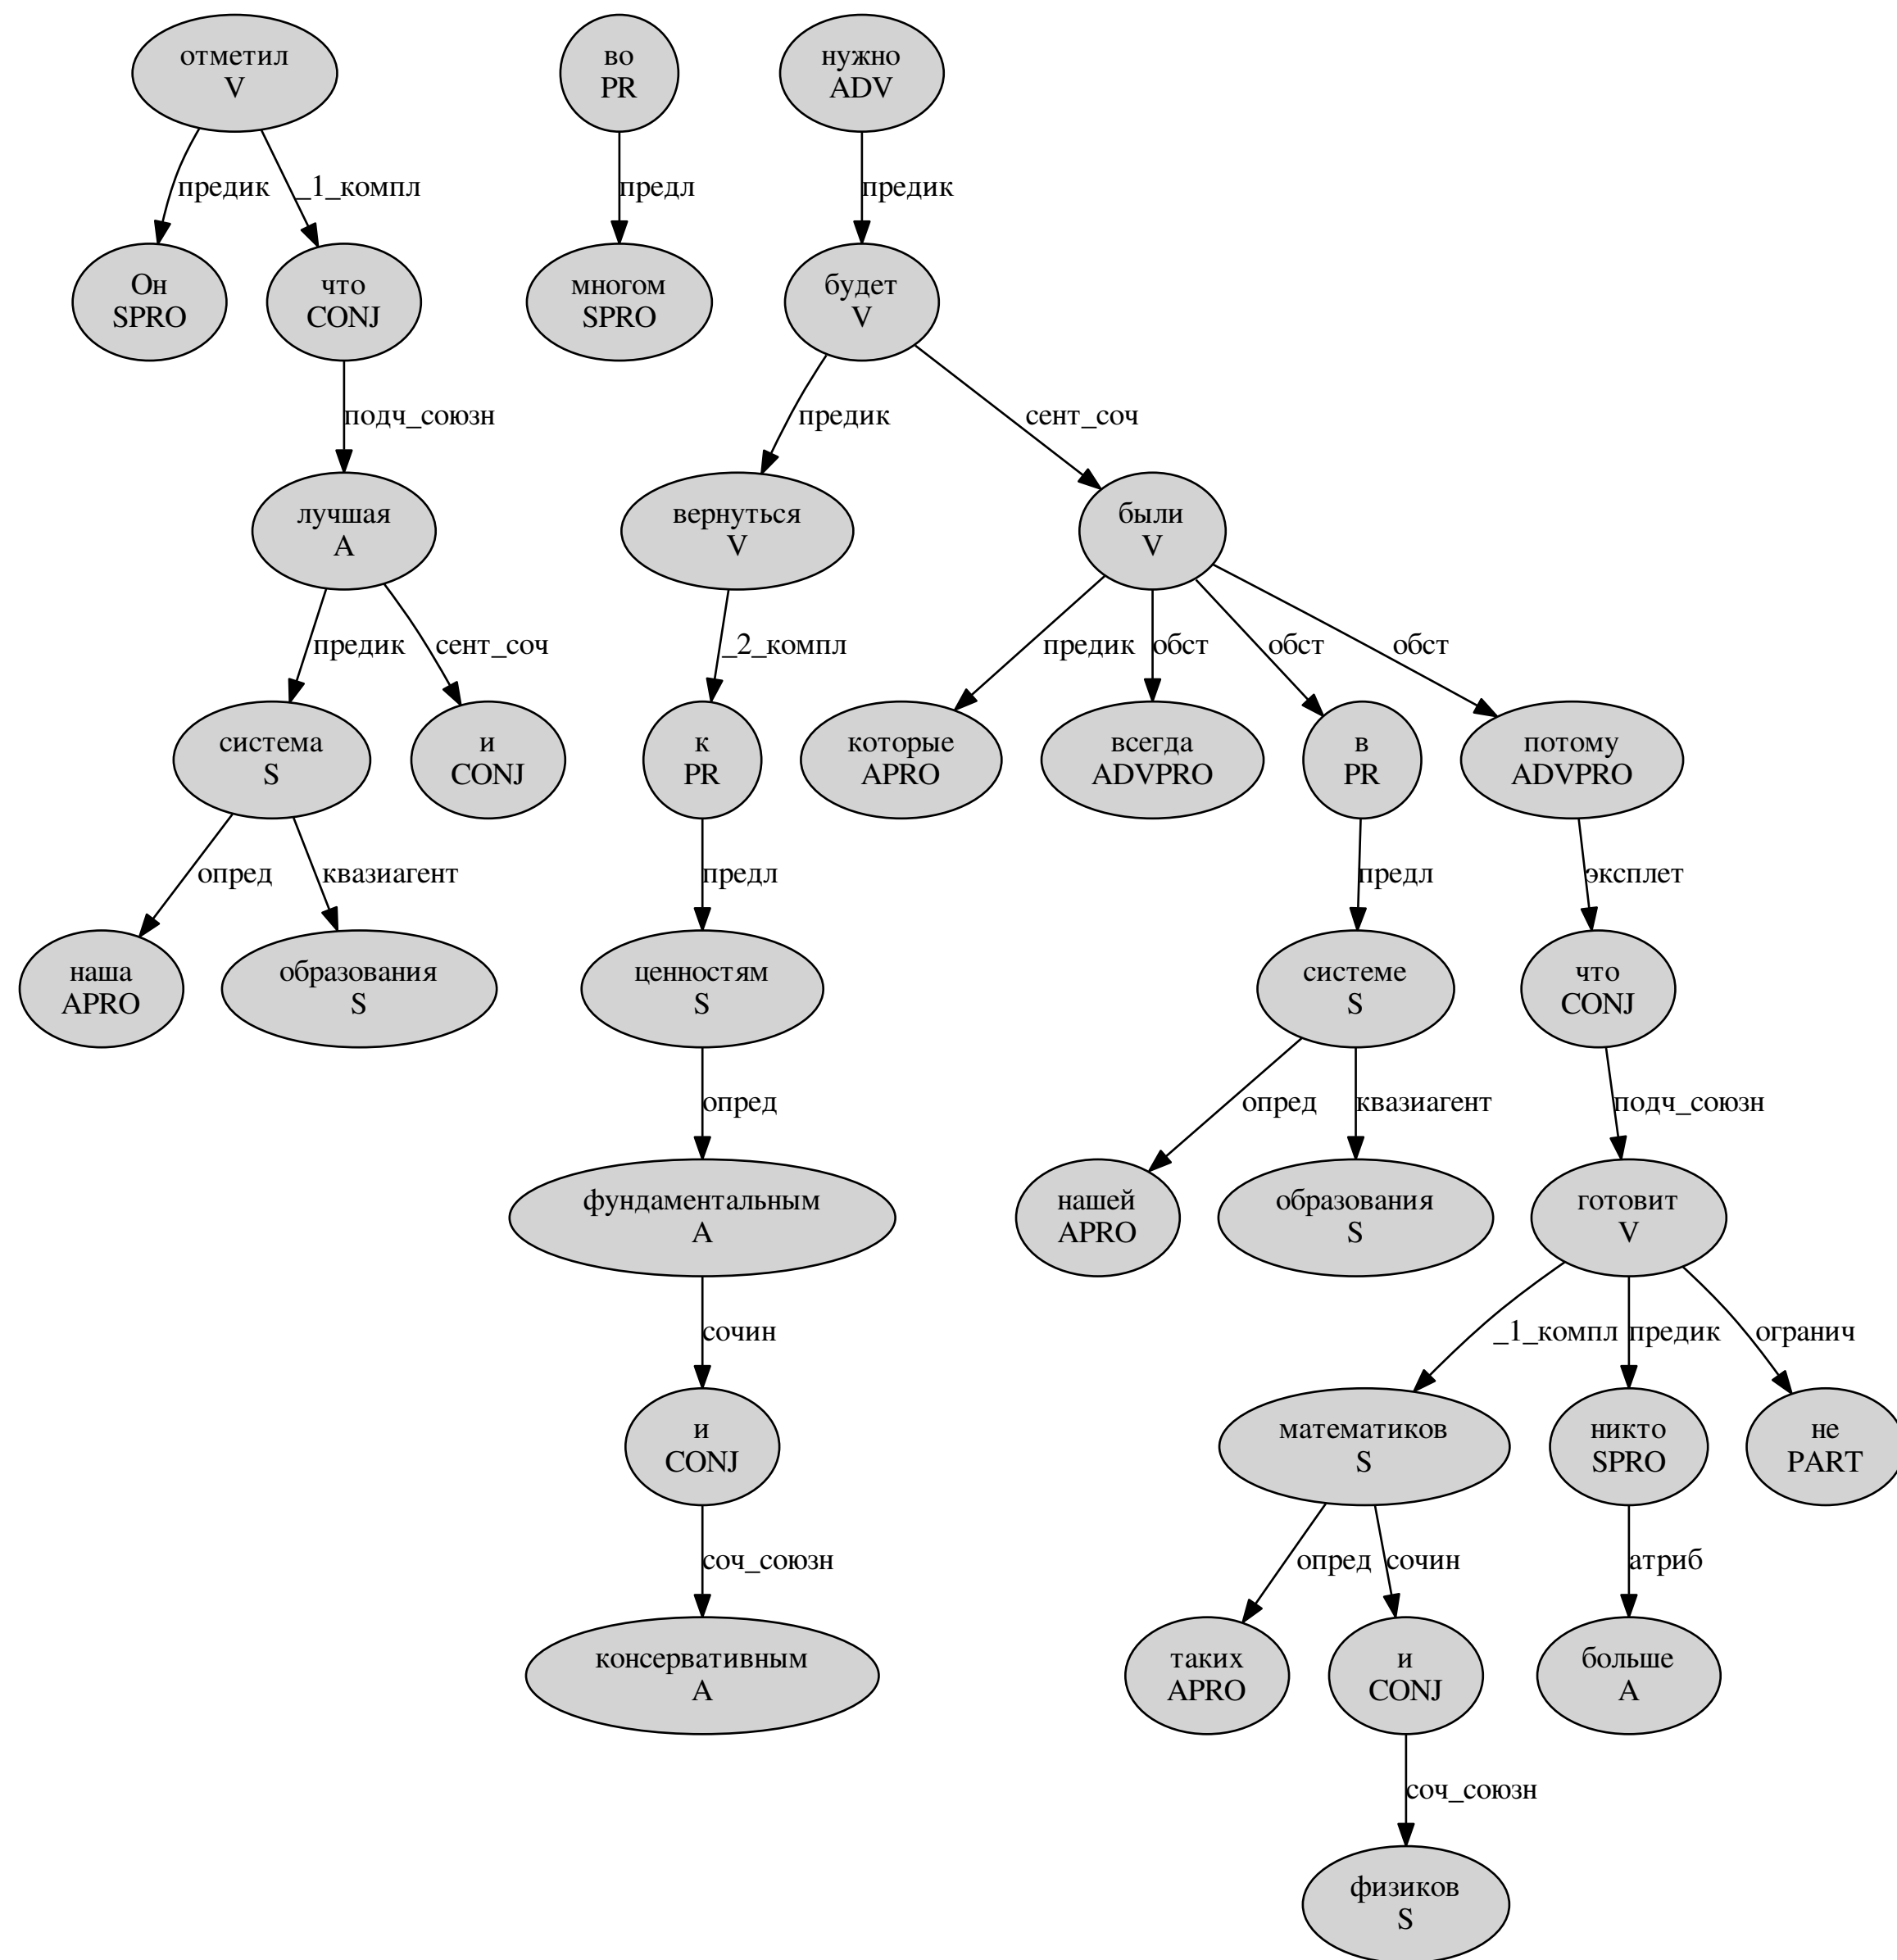 отметил
V
во
PR
нужно
ADV
предик
_1_компл
предл
предик
Он
SPRO
что
CONJ
многом
SPRO
будет
V
подч_союзн
предик
сент_соч
лучшая
A
вернуться
V
были
V
предик
сент_соч
_2_компл
предик
обст
обст
обст
система
S
и
CONJ
к
PR
которые
APRO
всегда
ADVPRO
в
PR
потому
ADVPRO
опред
квазиагент
предл
предл
эксплет
наша
APRO
образования
S
ценностям
S
системе
S
что
CONJ
опред
опред
квазиагент
подч_союзн
фундаментальным
A
нашей
APRO
образования
S
готовит
V
сочин
_1_компл
предик
огранич
и
CONJ
математиков
S
никто
SPRO
не
PART
соч_союзн
опред
сочин
атриб
консервативным
A
таких
APRO
и
CONJ
больше
A
соч_союзн
физиков
S